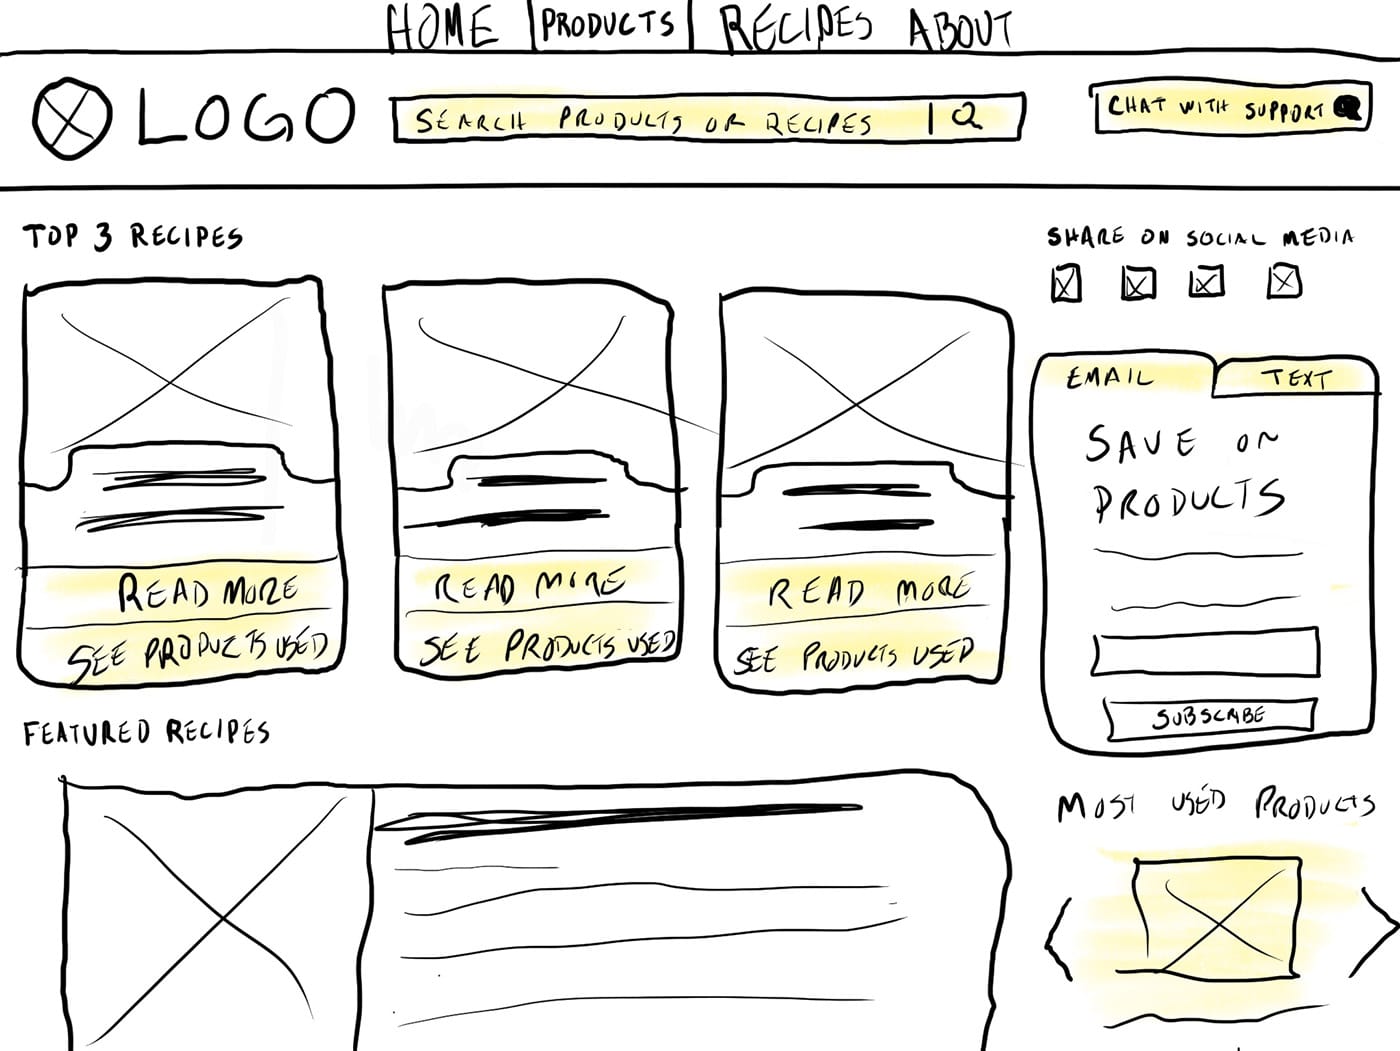 HOME PRODUCTS RECIPES ABOUT
LOGO
SEARCH PRODUCTS OR RECIPES
CHAT WITH SUPPORT
TOP 3 RECIPES
READ MORE
SEE PRODUCTS USED
READ MORE
SEE PRODUCTS USED
READ MORE
SEE PRODUCTS USED
FEATURED RECIPES
SHARE ON SOCIAL MEDIA
EMAIL
TEXT
SAVE ON
PRODUCTS
SUBSCRIBE
MOST USED PRODUCTS